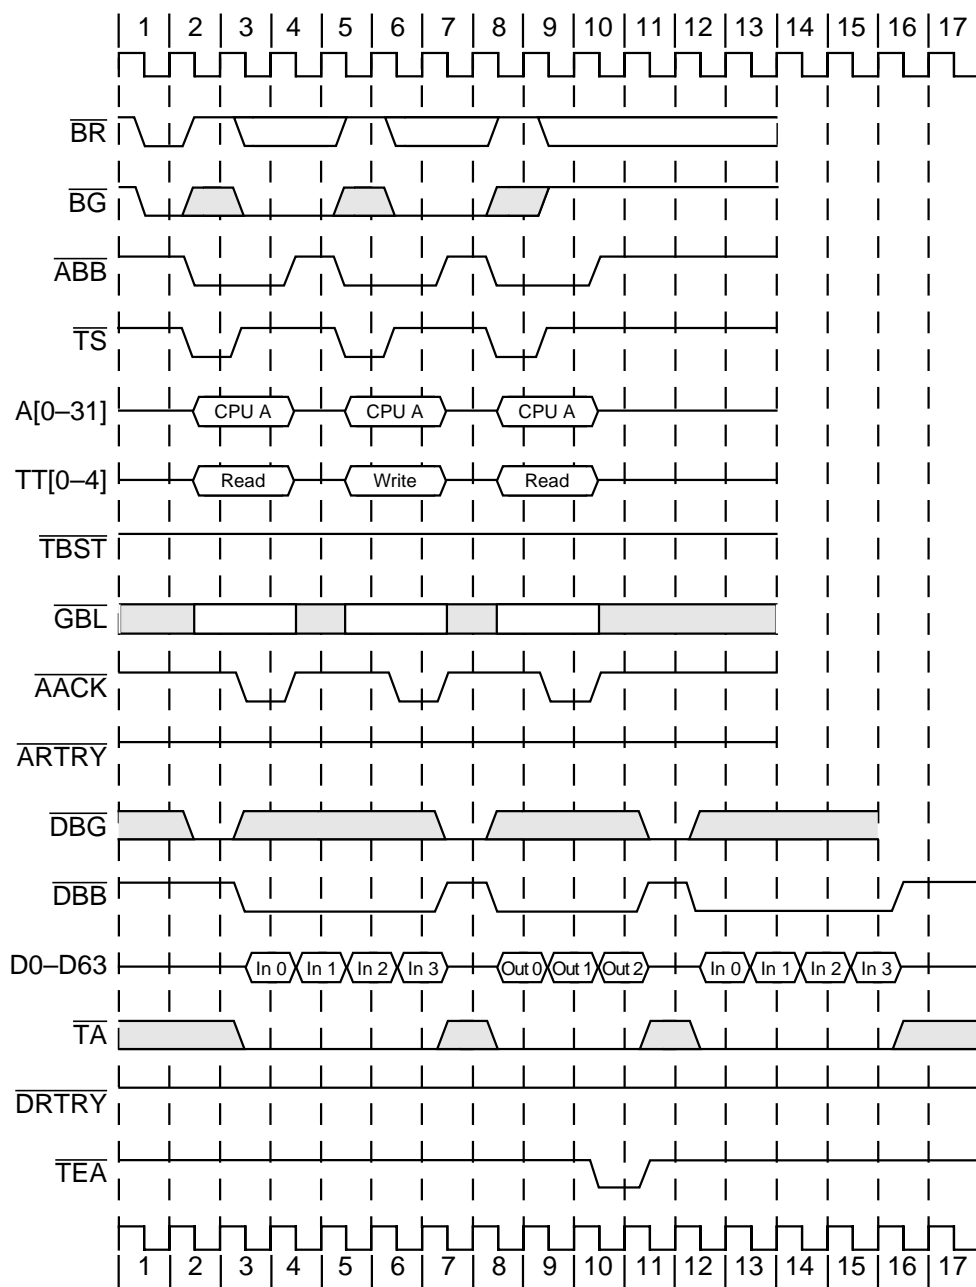 1 2 3 4 5 6 7 8 9 10 11 12 13 14 15 16 17
BR
BG
ABB
TS
A[0–31] CPU A CPU A CPU A
TT[0–4] Read Write Read
TBST
GBL
AACK
ARTRY
DBG
DBB
D0–D63 In 0 In 1 In 2 In 3 Out 0 Out 1 Out 2 In 0 In 1 In 2 In 3
TA
DRTRY
TEA
1 2 3 4 5 6 7 8 9 10 11 12 13 14 15 16 17